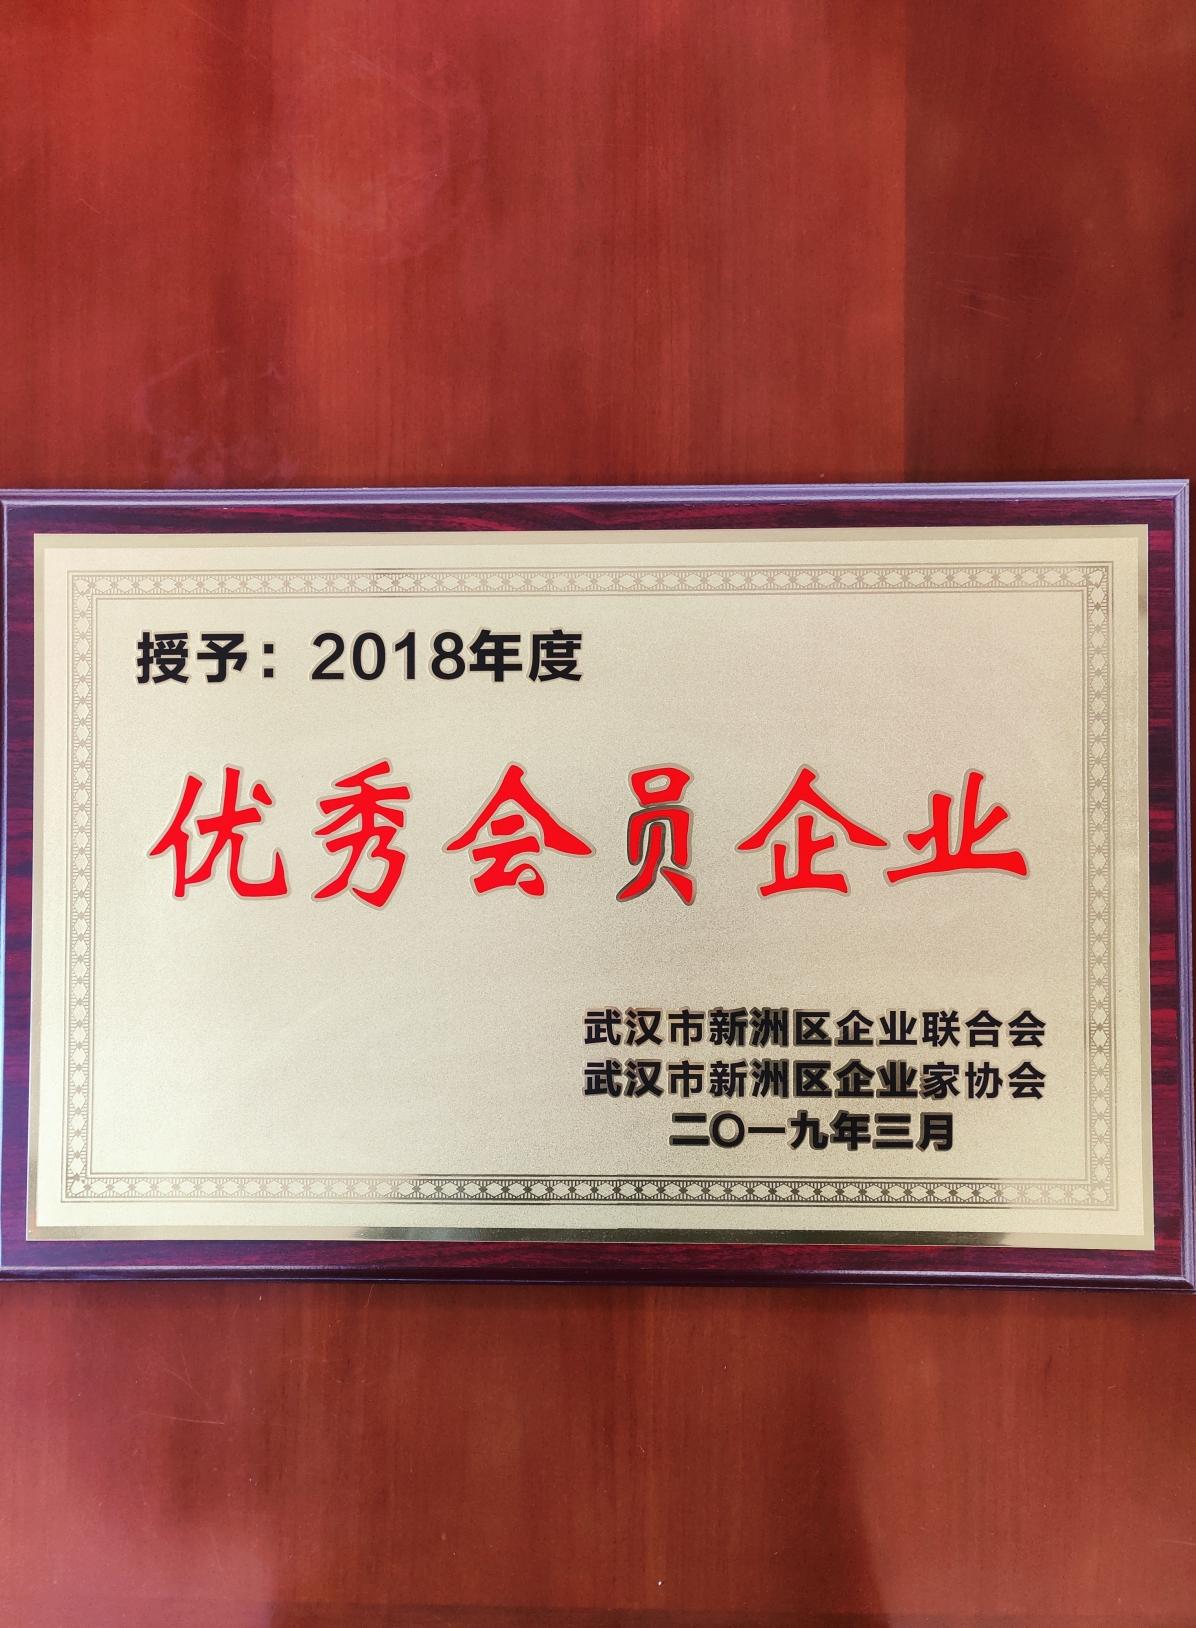 授予：2018年度
优秀会员企业
武汉市新洲区企业联合会
武汉市新洲区企业家协会
二〇一九年三月